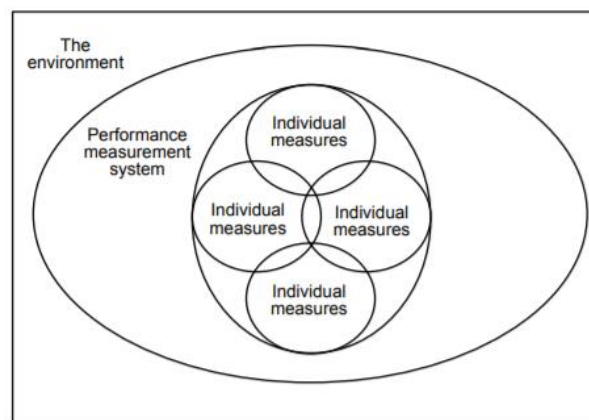 The
environment
Performance
measurement
system
Individual
measures
Individual
measures
Individual
measures
Individual
measures